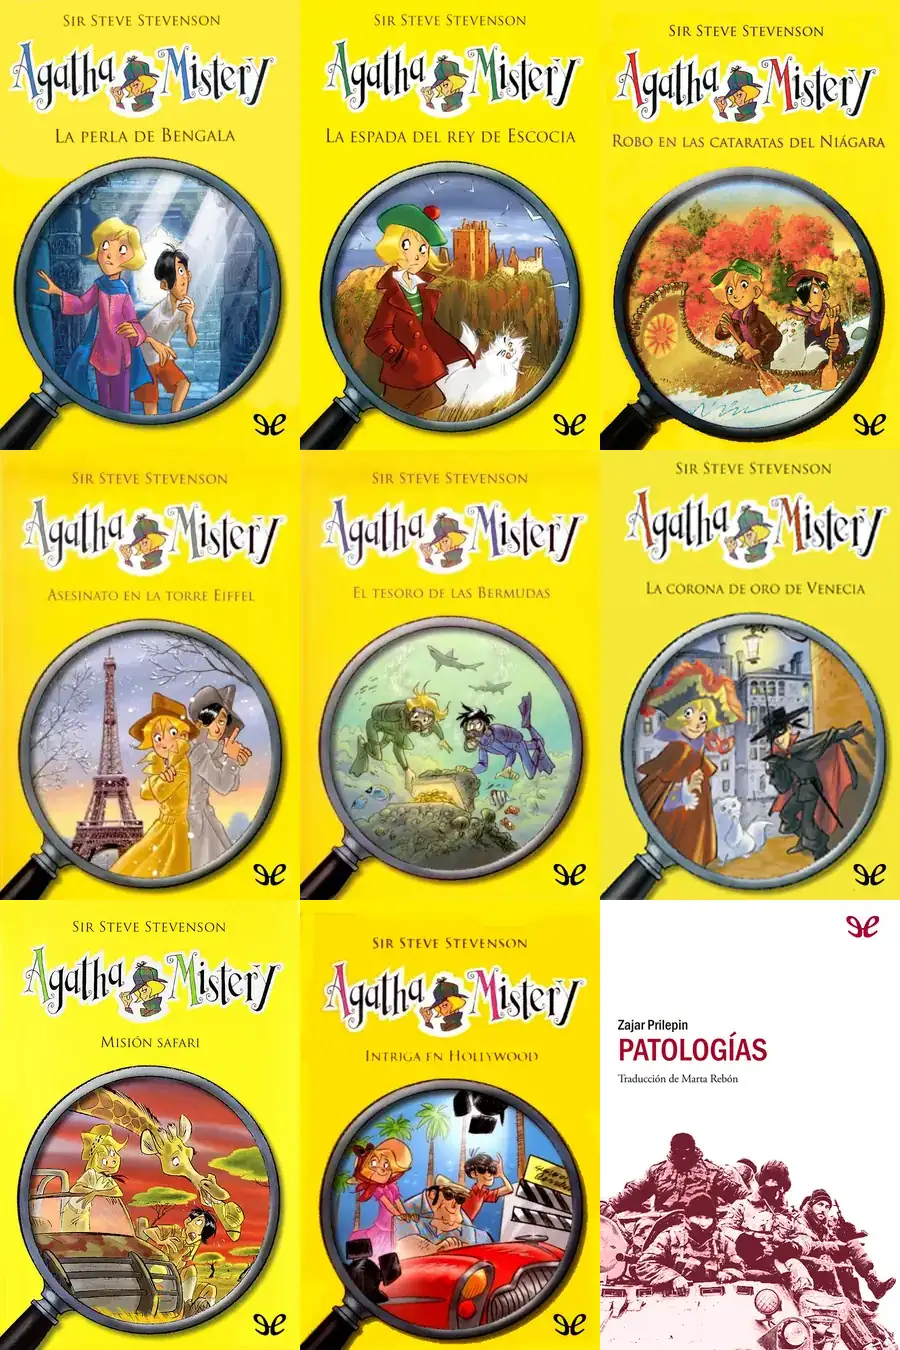 SIR STEVE STEVENSON
Agatha Mistery
LA PERLA DE BENGALA
SIR STEVE STEVENSON
Agatha Mistery
LA ESPADA DEL REY DE ESCOCIA
SIR STEVE STEVENSON
Agatha Mistery
ROBO EN LAS CATARATAS DEL NIÁGARA
SIR STEVE STEVENSON
Agatha Mistery
ASESINATO EN LA TORRE EIFFEL
SIR STEVE STEVENSON
Agatha Mistery
EL TESORO DE LAS BERMUDAS
SIR STEVE STEVENSON
Agatha Mistery
LA CORONA DE ORO DE VENECIA
SIR STEVE STEVENSON
Agatha Mistery
MISIÓN SAFARI
SIR STEVE STEVENSON
Agatha Mistery
INTRIGA EN HOLLYWOOD
Zajar Prilepin
PATOLOGÍAS
Traducción de Marta Rebón